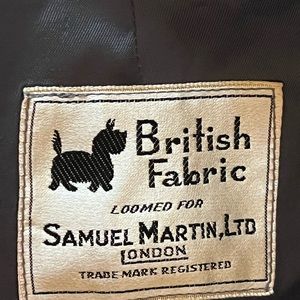 British
Fabric
LOOMED FOR
SAMUEL MARTIN, LTD
LONDON
TRADE MARK REGISTERED